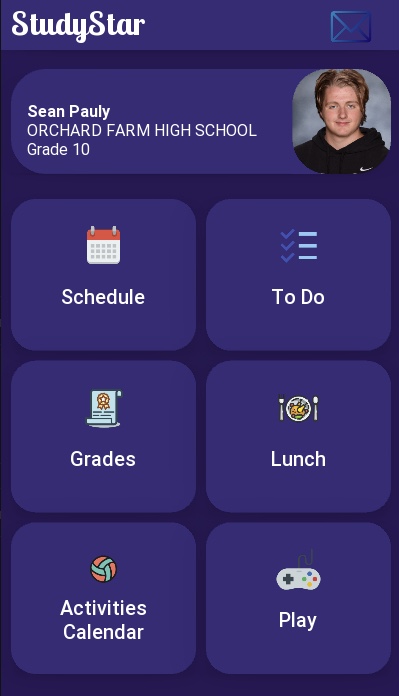 StudyStar
Sean Pauly
ORCHARD FARM HIGH SCHOOL
Grade 10
Schedule
To Do
Grades
Lunch
Activities
Calendar
Play